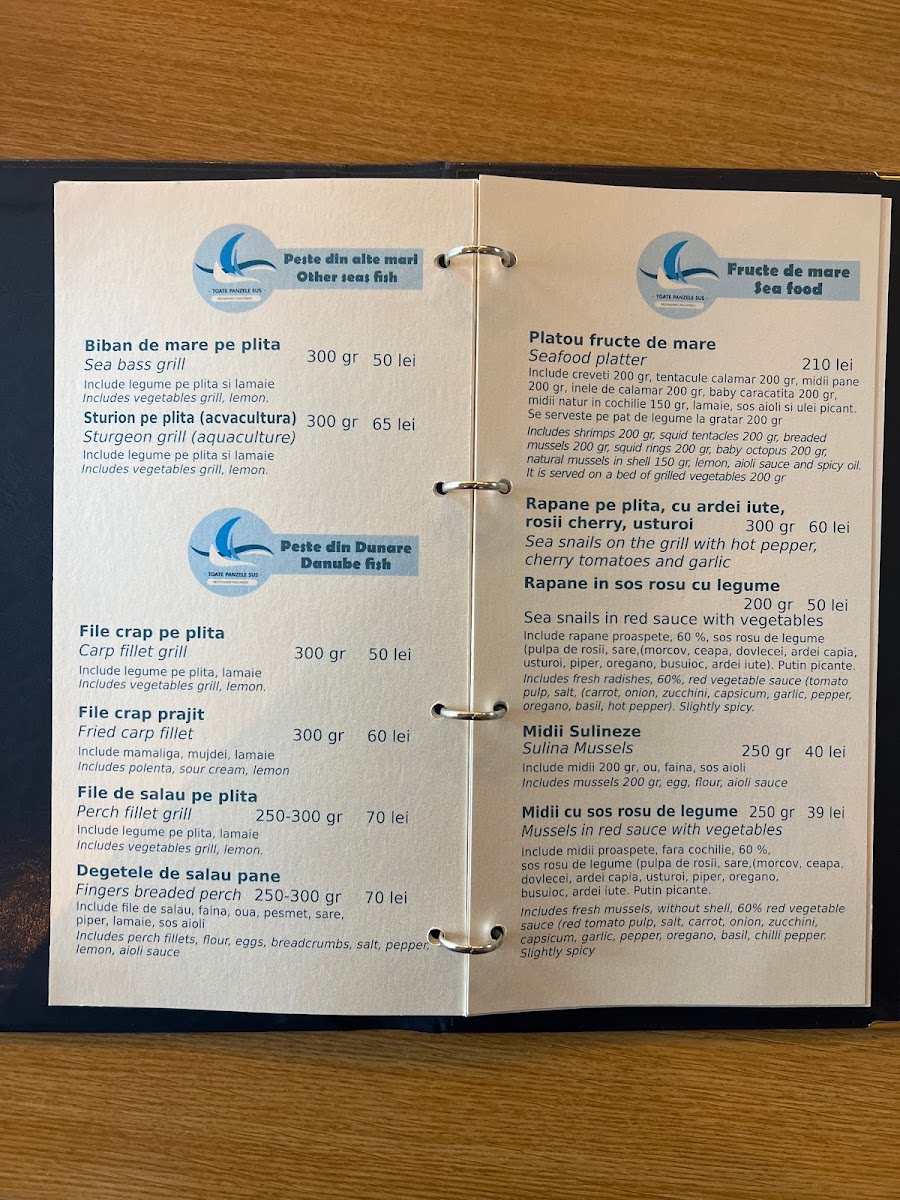 Peste din alte mari
Other seas fish
TOATE PANZELE SUS
Biban de mare pe plita
Sea bass grill
300 gr 50 lei
Include legume pe plita si lamaie
Includes vegetables grill, lemon.
Sturion pe plita (acvacultura) 300 gr 65 lei
Sturgeon grill (aquaculture)
Include legume pe plita si lamaie
Includes vegetables grill, lemon.
Peste din Dunare
Danube fish
TOATE PANZELE SUS
File crap pe plita
Carp fillet grill 300 gr 50 lei
Include legume pe plita, lamaie
Includes vegetables grill, lemon.
File crap prajit
Fried carp fillet 300 gr 60 lei
Include mamaliga, mujdei, lamaie
Includes polenta, sour cream, lemon
File de salau pe plita
Perch fillet grill 250-300 gr 70 lei
Include legume pe plita, lamaie
Includes vegetables grill, lemon.
Degetele de salau pane
Fingers breaded perch 250-300 gr 70 lei
Include file de salau, faina, oua, pesmet, sare,
piper, lamaie, sos aioli
Includes perch fillets, flour, eggs, breadcrumbs, salt, pepper,
lemon, aioli sauce
Fructe de mare
Sea food
TOATE PANZELE SUS
Platou fructe de mare
Seafood platter 210 lei
Include creveti 200 gr, tentacule calamar 200 gr, midii pane
200 gr, inele de calamar 200 gr, baby caracatita 200 gr,
midii natur in cochilie 150 gr, lamaie, sos aioli si ulei picant.
Se serveste pe pat de legume la gratar 200 gr
Includes shrimps 200 gr, squid tentacles 200 gr, breaded
mussels 200 gr, squid rings 200 gr, baby octopus 200 gr,
natural mussels in shell 150 gr, lemon, aioli sauce and spicy oil.
It is served on a bed of grilled vegetables 200 gr
Rapane pe plita, cu ardei iute,
rosii cherry, usturoi 300 gr 60 lei
Sea snails on the grill with hot pepper,
cherry tomatoes and garlic
Rapane in sos rosu cu legume
200 gr 50 lei
Sea snails in red sauce with vegetables
Include rapane proaspete, 60 %, sos rosu de legume
(pulpa de rosii, sare,(morcov, ceapa, dovlecei, ardei capia,
usturoi, piper, oregano, busuioc, ardei iute). Putin picante.
Includes fresh radishes, 60%, red vegetable sauce (tomato
pulp, salt, (carrot, onion, zucchini, capsicum, garlic, pepper,
oregano, basil, hot pepper). Slightly spicy.
Midii Sulineze
Sulina Mussels 250 gr 40 lei
Include midii 200 gr, ou, faina, sos aioli
Includes mussels 200 gr, egg, flour, aioli sauce
Midii cu sos rosu de legume 250 gr 39 lei
Mussels in red sauce with vegetables
Include midii proaspete, fara cochilie, 60 %,
sos rosu de legume (pulpa de rosii, sare,(morcov, ceapa,
dovlecei, ardei capia, usturoi, piper, oregano,
busuioc, ardei iute. Putin picante.
Includes fresh mussels, without shell, 60% red vegetable
sauce (red tomato pulp, salt, carrot, onion, zucchini,
capsicum, garlic, pepper, oregano, basil, chilli pepper.
Slightly spicy